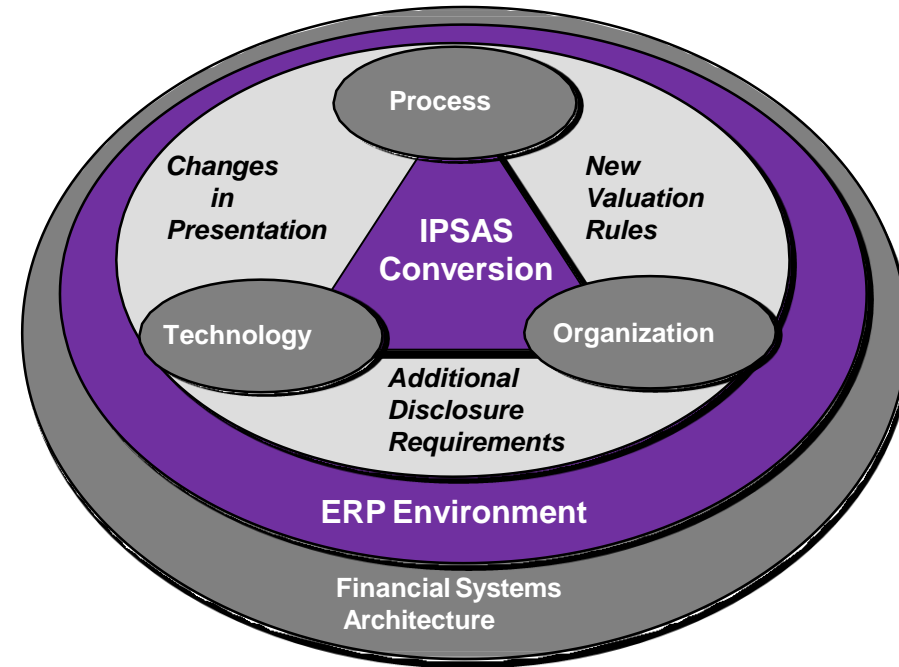 Process
Changes
in
Presentation
New
Valuation
Rules
IPSAS
Conversion
Technology
Organization
Additional
Disclosure
Requirements
ERP Environment
Financial Systems
Architecture